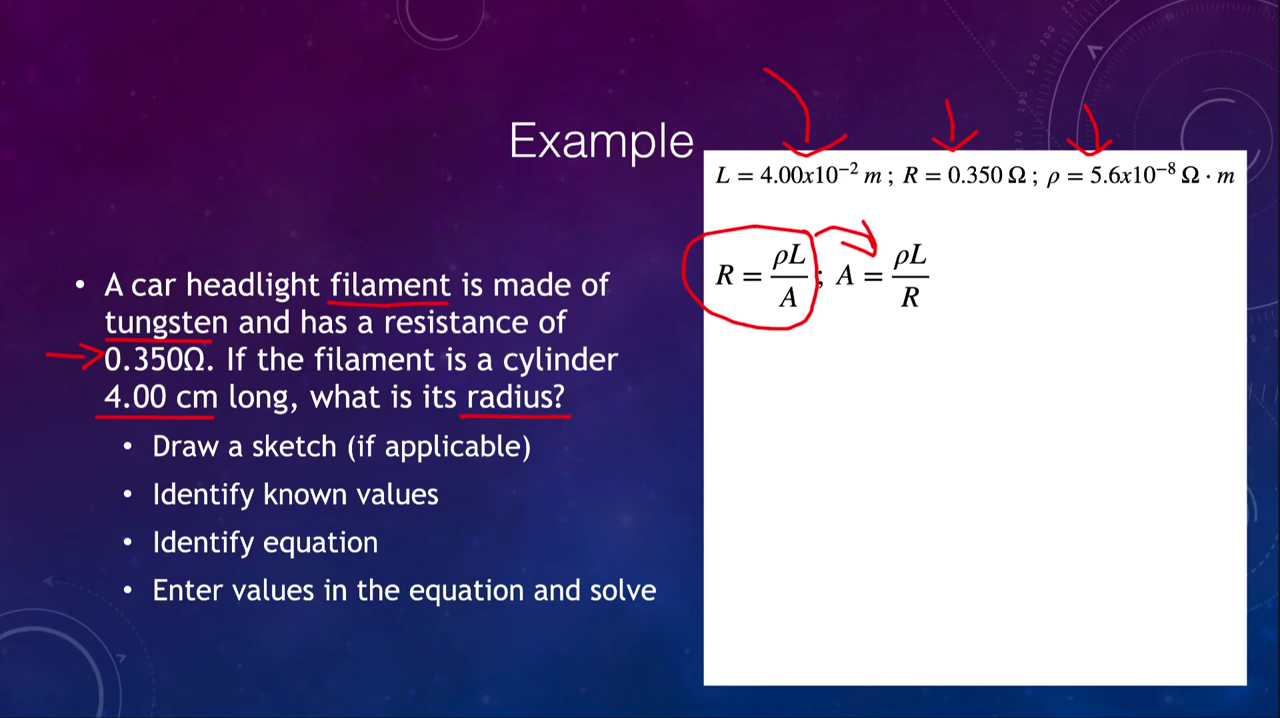 Example
• A car headlight filament is made of
tungsten and has a resistance of
0.350Ω. If the filament is a cylinder
4.00 cm long, what is its radius?
• Draw a sketch (if applicable)
• Identify known values
• Identify equation
• Enter values in the equation and solve
L = 4.00x10⁻² m ; R = 0.350 Ω ; ρ = 5.6x10⁻⁸ Ω · m
R = ρL/A ; A = ρL/R